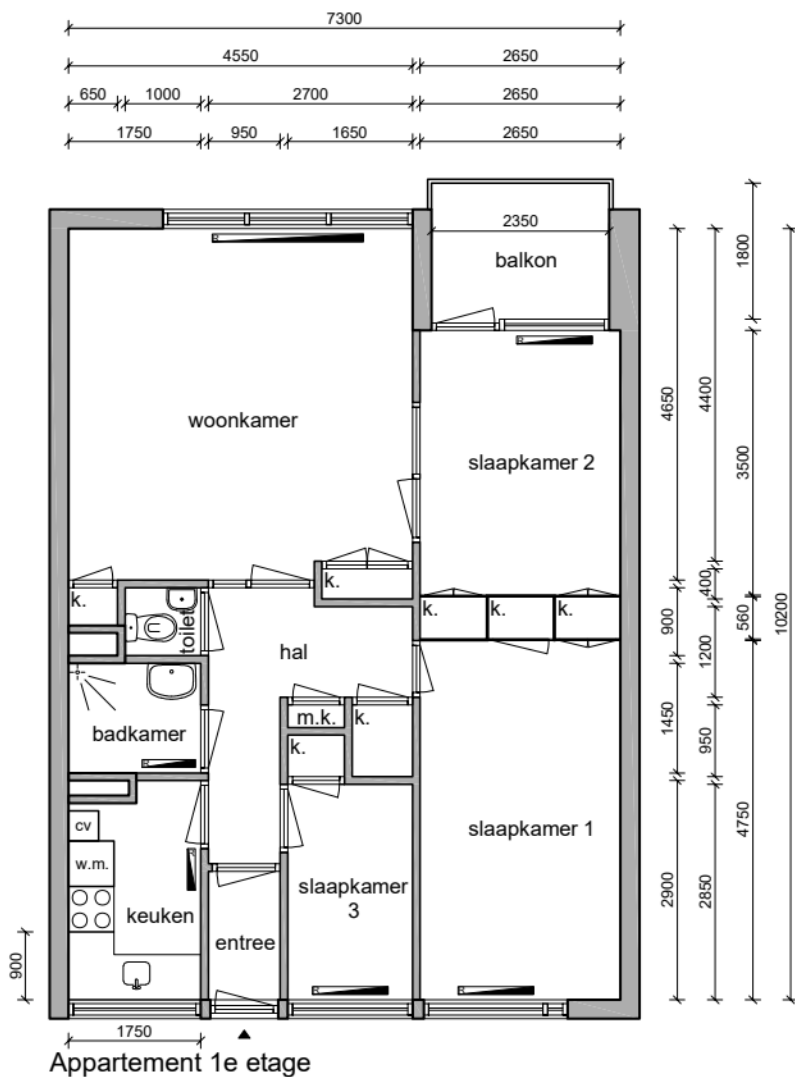 7300
4550 2650
650 1000 2700 2650
1750 950 1650 2650
2350
balkon
1800
woonkamer
slaapkamer 2
4650
4400
3500
10200
k.
k.
k. k. k.
toilet
hal
900
400
560
1200
badkamer
m.k.
k.
k.
1450
950
cv
w.m.
keuken
entree
slaapkamer
3
slaapkamer 1
2900
2850
4750
900
1750
Appartement 1e etage